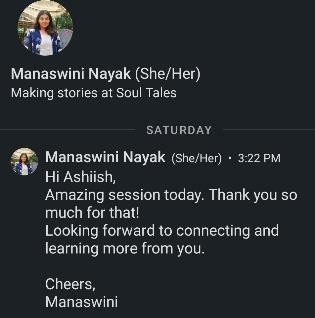 Manaswini Nayak (She/Her)
Making stories at Soul Tales
SATURDAY
Manaswini Nayak (She/Her) • 3:22 PM
Hi Ashiish,
Amazing session today. Thank you so
much for that!
Looking forward to connecting and
learning more from you.
Cheers,
Manaswini